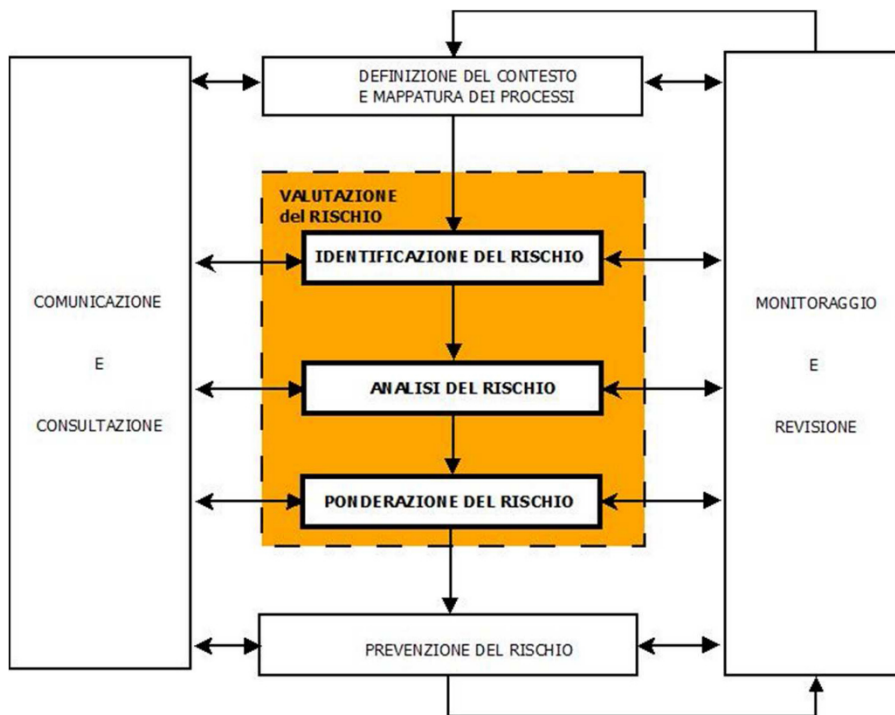 DEFINIZIONE DEL CONTESTO
E MAPPATURA DEI PROCESSI
VALUTAZIONE
del RISCHIO
IDENTIFICAZIONE DEL RISCHIO
COMUNICAZIONE
E
CONSULTAZIONE
ANALISI DEL RISCHIO
MONITORAGGIO
E
REVISIONE
PONDERAZIONE DEL RISCHIO
PREVENZIONE DEL RISCHIO